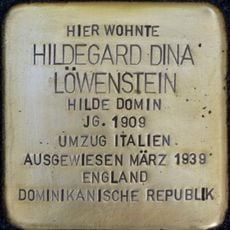 HIER WOHNTE
HILDEGARD DINA
LÖWENSTEIN
HILDE DOMIN
JG. 1909
UMZUG ITALIEN
AUSGEWIESEN MÄRZ 1939
ENGLAND
DOMINIKANISCHE REPUBLIK